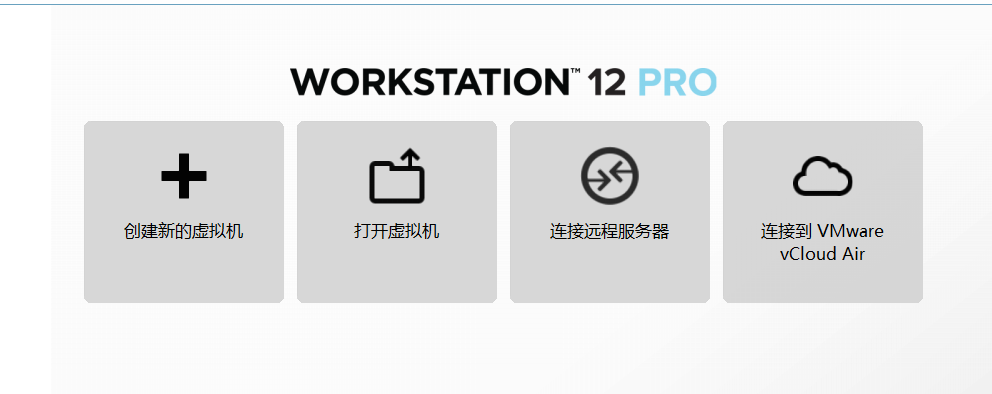 WORKSTATION™ 12 PRO
创建新的虚拟机
打开虚拟机
连接远程服务器
连接到 VMware
vCloud Air